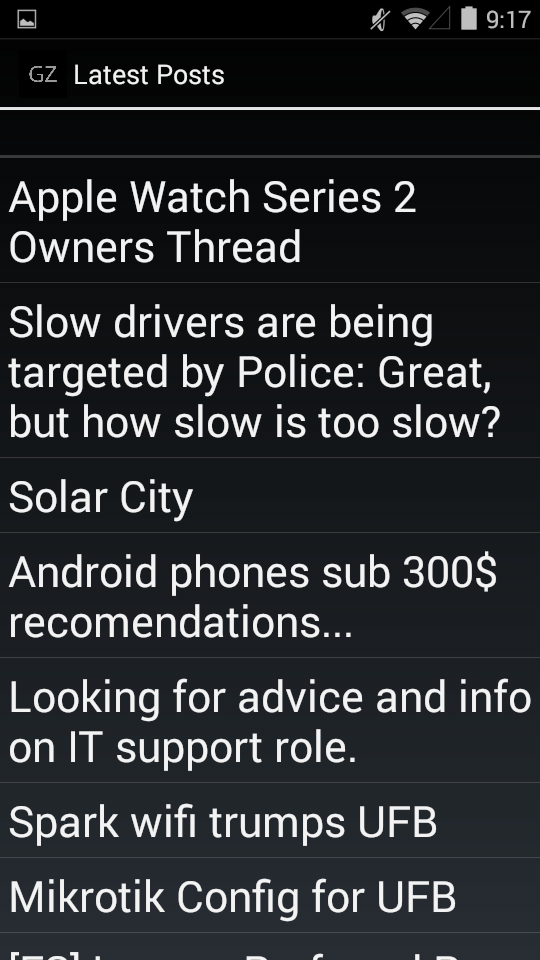 9:17
GZ Latest Posts
Apple Watch Series 2
Owners Thread
Slow drivers are being
targeted by Police: Great,
but how slow is too slow?
Solar City
Android phones sub 300$
recomendations...
Looking for advice and info
on IT support role.
Spark wifi trumps UFB
Mikrotik Config for UFB